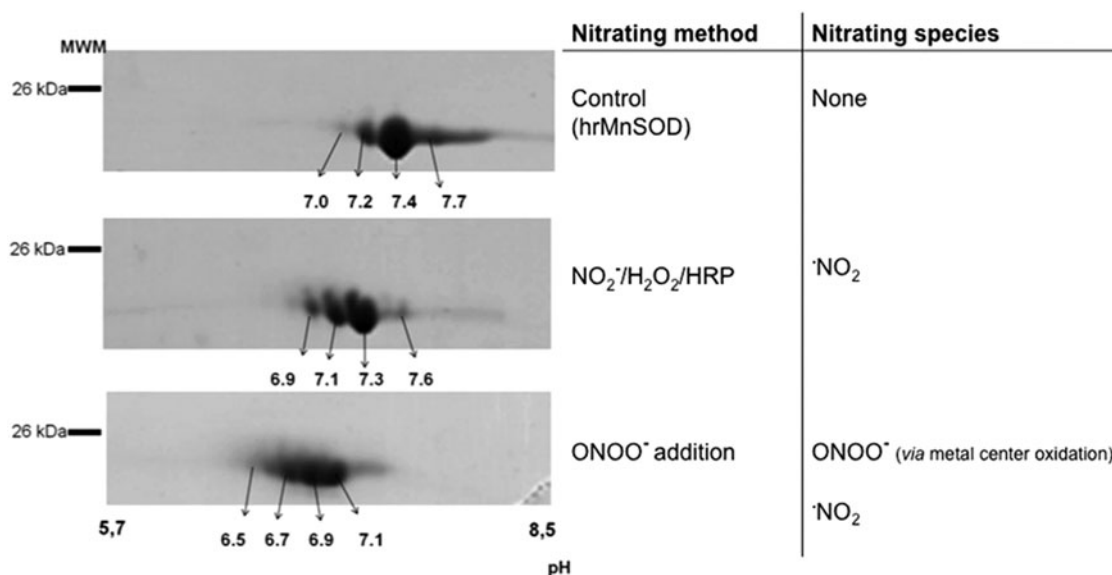 MWM
Nitrating method
Nitrating species
26 kDa
Control
(hrMnSOD)
None
7.0 7.2 7.4 7.7
26 kDa
NO₂⁻/H₂O₂/HRP
˙NO₂
6.9 7.1 7.3 7.6
26 kDa
ONOO⁻ addition
ONOO⁻ (via metal center oxidation)
˙NO₂
5,7
8,5
6.5 6.7 6.9 7.1
pH